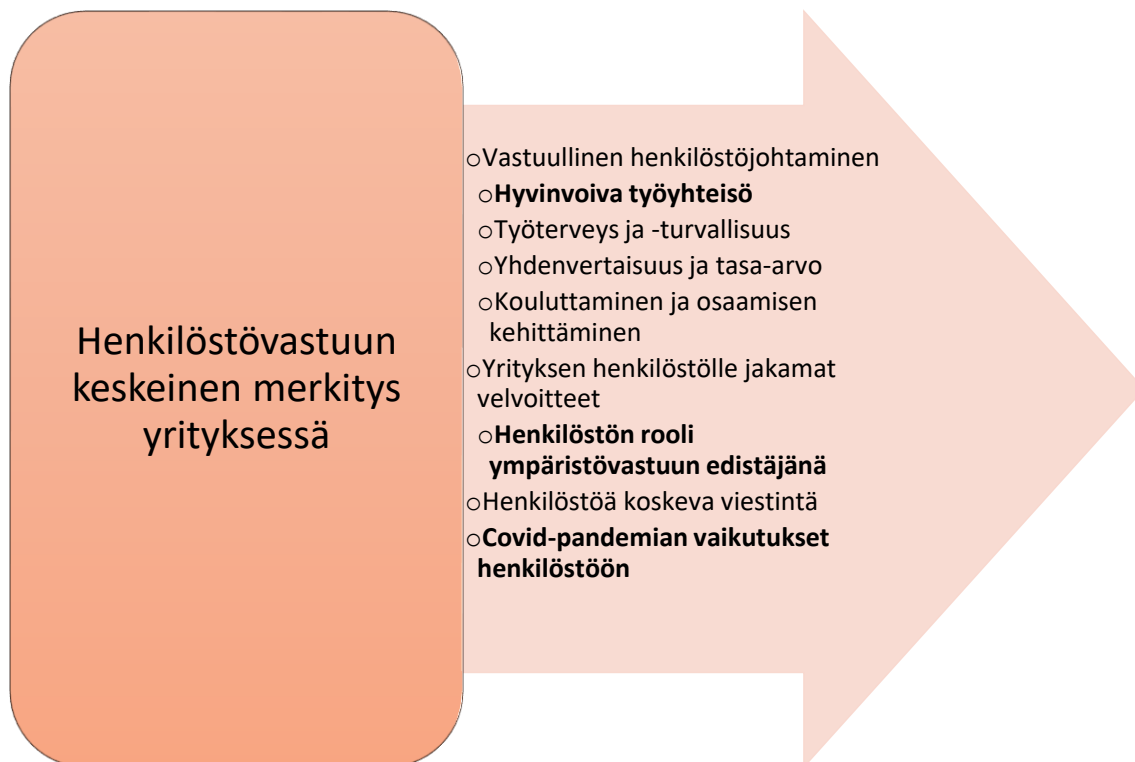 Henkilöstövastuun
keskeinen merkitys
yrityksessä
oVastuullinen henkilöstöjohtaminen
oHyvinvoiva työyhteisö
oTyöterveys ja -turvallisuus
oYhdenvertaisuus ja tasa-arvo
oKouluttaminen ja osaamisen
kehittäminen
oYrityksen henkilöstölle jakamat
velvoitteet
oHenkilöstön rooli
ympäristövastuun edistäjänä
oHenkilöstöä koskeva viestintä
oCovid-pandemian vaikutukset
henkilöstöön